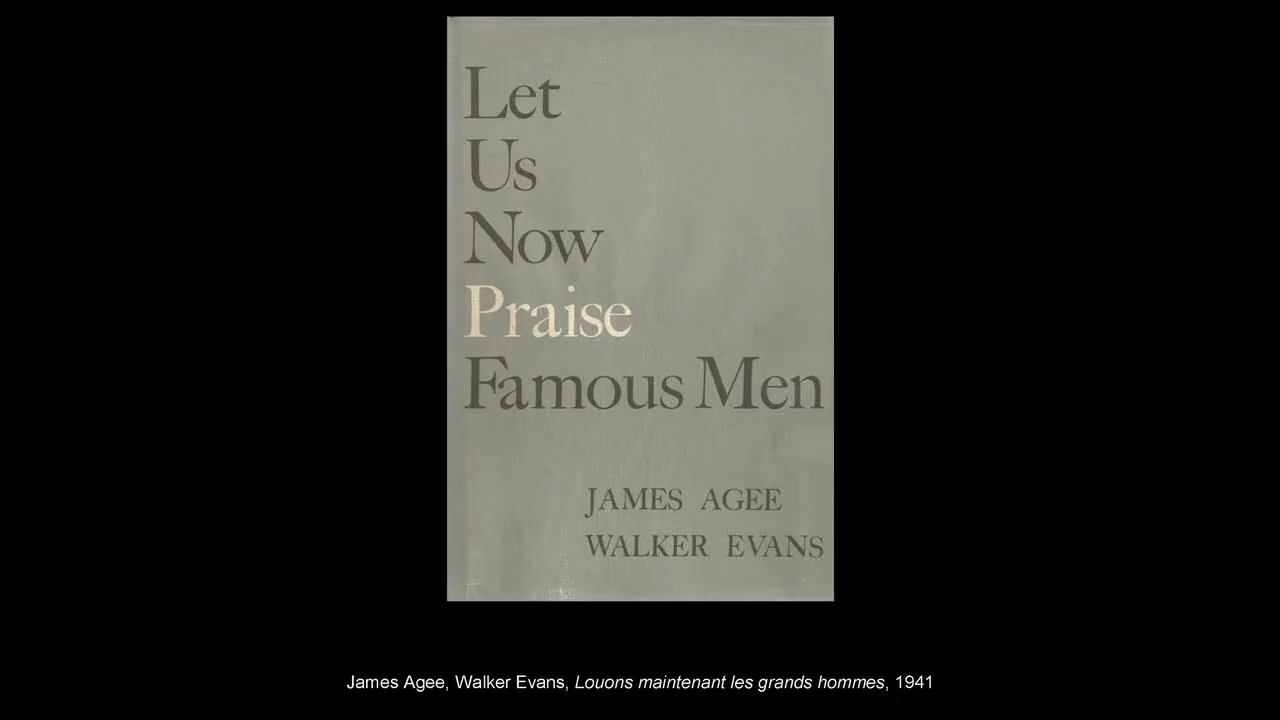 Let
Us
Now
Praise
Famous Men
JAMES AGEE
WALKER EVANS
James Agee, Walker Evans, Louons maintenant les grands hommes, 1941